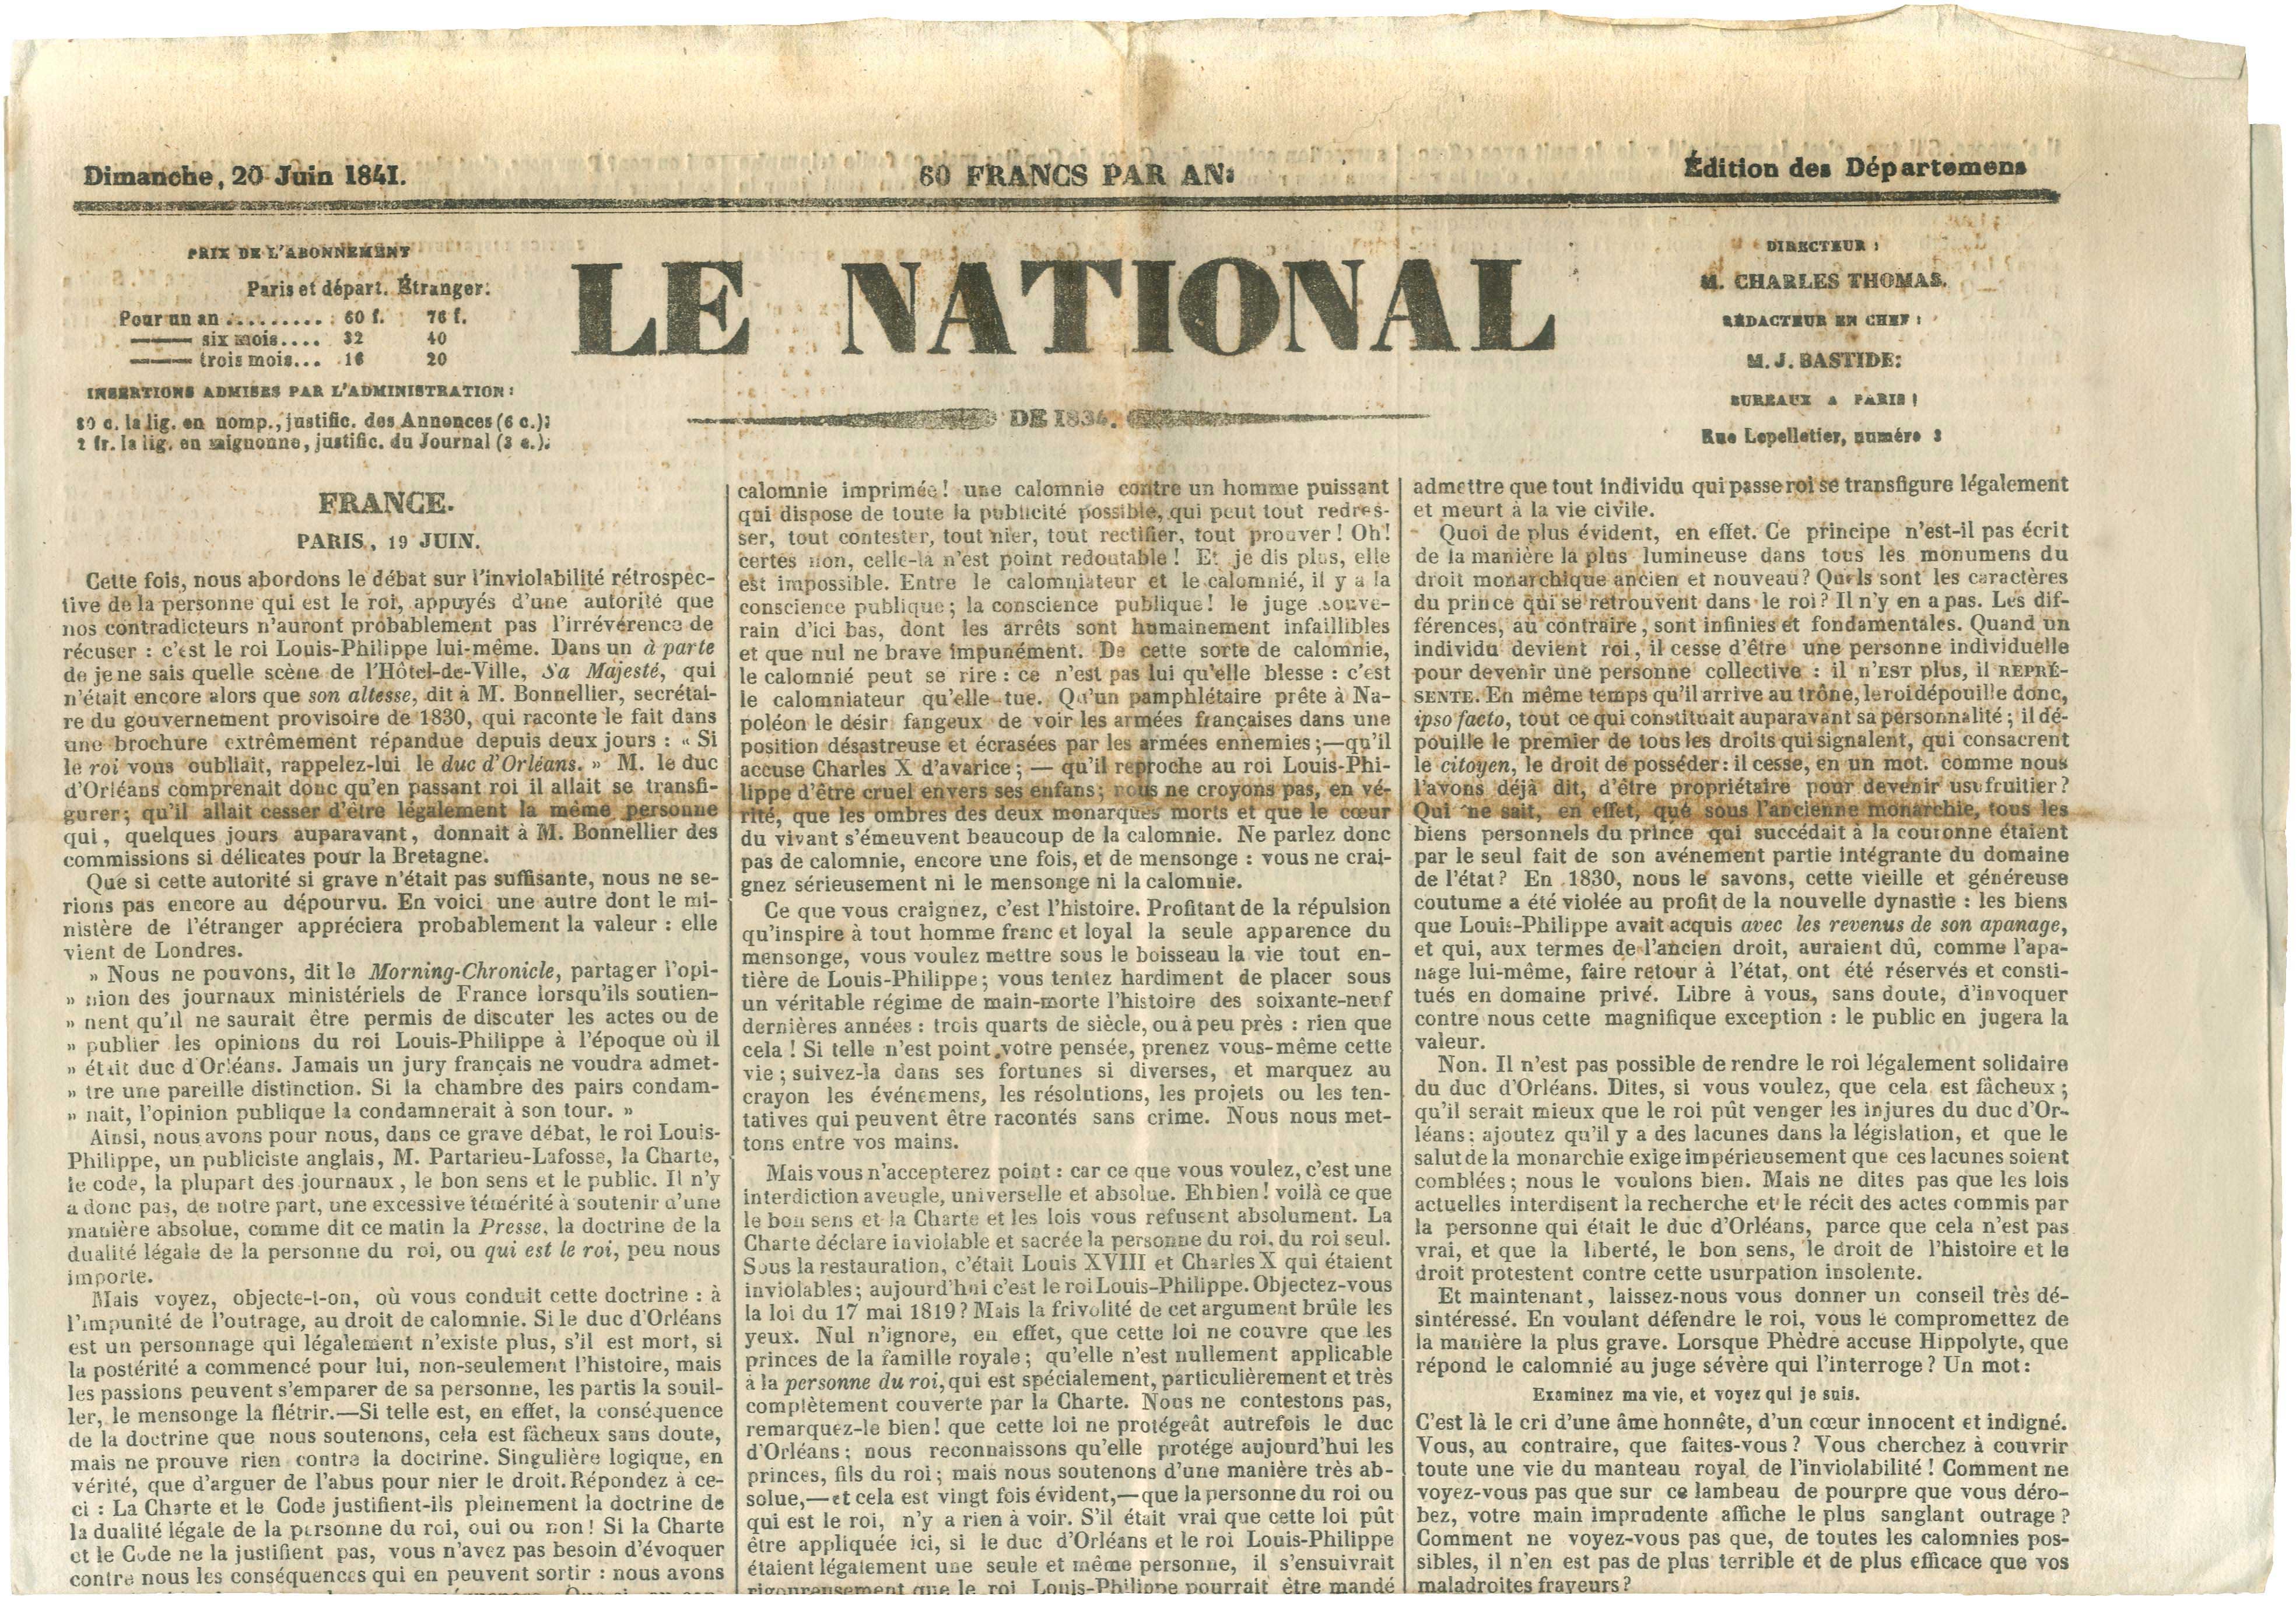 Dimanche, 20 Juin 1841.
60 FRANCS PAR AN:
Édition des Départemens
PRIX DE L'ABONNEMENT
Paris et départ. Étranger.
Pour un an ......... 60 f. 76 f.
—— six mois.... 32 40
—— trois mois... 16 20
INSERTIONS ADMISES PAR L'ADMINISTRATION:
80 c. la lig. en nomp., justific. des Annonces (6 c.);
2 fr. la lig. en mignonne, justific. du Journal (3 c.).
LE NATIONAL
DE 1834.
DIRECTEUR:
M. CHARLES THOMAS.
RÉDACTEUR EN CHEF:
M. J. BASTIDE:
BUREAUX A PARIS
Rue Lepelletier, numéro 3
FRANCE.
PARIS, 19 JUIN.
Cette fois, nous abordons le débat sur l'inviolabilité rétrospec-
tive de la personne qui est le roi, appuyés d'une autorité que
nos contradicteurs n'auront probablement pas l'irrévérence de
récuser : c'est le roi Louis-Philippe lui-même. Dans un à parte
de je ne sais quelle scène de l'Hôtel-de-Ville, Sa Majesté, qui
n'était encore alors que son altesse, dit à M. Bonnellier, secrétai-
re du gouvernement provisoire de 1830, qui raconte le fait dans
une brochure extrêmement répandue depuis deux jours : « Si
le roi vous oubliait, rappelez-lui le duc d'Orléans. » M. le duc
d'Orléans comprenait donc qu'en passant roi il allait se transfi-
gurer; qu'il allait cesser d'être légalement la même personne
qui, quelques jours auparavant, donnait à M. Bonnellier des
commissions si délicates pour la Bretagne.
Que si cette autorité si grave n'était pas suffisante, nous ne se-
rions pas encore au dépourvu. En voici une autre dont le mi-
nistère de l'étranger appréciera probablement la valeur : elle
vient de Londres.
» Nous ne pouvons, dit le Morning-Chronicle, partager l'opi-
» nion des journaux ministériels de France lorsqu'ils soutien-
» nent qu'il ne saurait être permis de discuter les actes ou de
» publier les opinions du roi Louis-Philippe à l'époque où il
» était duc d'Orléans. Jamais un jury français ne voudra admet-
» tre une pareille distinction. Si la chambre des pairs condam-
» nait, l'opinion publique la condamnerait à son tour. »
Ainsi, nous avons pour nous, dans ce grave débat, le roi Louis-
Philippe, un publiciste anglais, M. Partarieu-Lafosse, la Charte,
le code, la plupart des journaux, le bon sens et le public. Il n'y
a donc pas, de notre part, une excessive témérité à soutenir d'une
manière absolue, comme dit ce matin la Presse, la doctrine de la
dualité légale de la personne du roi, ou qui est le roi, peu nous
importe.
Mais voyez, objecte-t-on, où vous conduit cette doctrine : à
l'impunité de l'outrage, au droit de calomnie. Si le duc d'Orléans
est un personnage qui légalement n'existe plus, s'il est mort, si
la postérité a commencé pour lui, non-seulement l'histoire, mais
les passions peuvent s'emparer de sa personne, les partis la souil-
ler, le mensonge la flétrir.—Si telle est, en effet, la conséquence
de la doctrine que nous soutenons, cela est fâcheux sans doute,
mais ne prouve rien contre la doctrine. Singulière logique, en
vérité, que d'arguer de l'abus pour nier le droit. Répondez à ce-
ci : La Charte et le Code justifient-ils pleinement la doctrine de
la dualité légale de la personne du roi, oui ou non! Si la Charte
et le Code ne la justifient pas, vous n'avez pas besoin d'évoquer
contre nous les conséquences qui en peuvent sortir : nous avons
calomnie imprimée! une calomnie contre un homme puissant
qui dispose de toute la publicité possible, qui peut tout redres-
ser, tout contester, tout nier, tout rectifier, tout prouver! Oh!
certes non, celle-là n'est point redoutable! Et je dis plus, elle
est impossible. Entre le calomniateur et le calomnié, il y a la
conscience publique; la conscience publique! le juge souve-
rain d'ici bas, dont les arrêts sont humainement infaillibles
et que nul ne brave impunément. De cette sorte de calomnie,
le calomnié peut se rire : ce n'est pas lui qu'elle blesse : c'est
le calomniateur qu'elle tue. Qu'un pamphlétaire prête à Na-
poléon le désir fangeux de voir les armées françaises dans une
position désastreuse et écrasées par les armées ennemies;—qu'il
accuse Charles X d'avarice; — qu'il reproche au roi Louis-Phi-
lippe d'être cruel envers ses enfans; nous ne croyons pas, en vé-
rité, que les ombres des deux monarques morts et que le cœur
du vivant s'émeuvent beaucoup de la calomnie. Ne parlez donc
pas de calomnie, encore une fois, et de mensonge : vous ne crai-
gnez sérieusement ni le mensonge ni la calomnie.
Ce que vous craignez, c'est l'histoire. Profitant de la répulsion
qu'inspire à tout homme franc et loyal la seule apparence du
mensonge, vous voulez mettre sous le boisseau la vie tout en-
tière de Louis-Philippe; vous tentez hardiment de placer sous
un véritable régime de main-morte l'histoire des soixante-neuf
dernières années : trois quarts de siècle, ou à peu près : rien que
cela! Si telle n'est point votre pensée, prenez vous-même cette
vie; suivez-la dans ses fortunes si diverses, et marquez au
crayon les événemens, les résolutions, les projets ou les ten-
tatives qui peuvent être racontés sans crime. Nous nous met-
tons entre vos mains.
Mais vous n'accepterez point : car ce que vous voulez, c'est une
interdiction aveugle, universelle et absolue. Eh bien! voilà ce que
le bon sens et la Charte et les lois vous refusent absolument. La
Charte déclare inviolable et sacrée la personne du roi, du roi seul.
Sous la restauration, c'était Louis XVIII et Charles X qui étaient
inviolables; aujourd'hui c'est le roi Louis-Philippe. Objectez-vous
la loi du 17 mai 1819? Mais la frivolité de cet argument brûle les
yeux. Nul n'ignore, en effet, que cette loi ne couvre que les
princes de la famille royale; qu'elle n'est nullement applicable
à la personne du roi, qui est spécialement, particulièrement et très
complètement couverte par la Charte. Nous ne contestons pas,
remarquez-le bien! que cette loi ne protégeât autrefois le duc
d'Orléans; nous reconnaissons qu'elle protége aujourd'hui les
princes, fils du roi; mais nous soutenons d'une manière très ab-
solue,—et cela est vingt fois évident,—que la personne du roi ou
qui est le roi, n'y a rien à voir. S'il était vrai que cette loi pût
être appliquée ici, si le duc d'Orléans et le roi Louis-Philippe
étaient légalement une seule et même personne, il s'ensuivrait
rigoureusement que le roi Louis-Philippe pourrait être mandé
admettre que tout individu qui passe roi se transfigure légalement
et meurt à la vie civile.
Quoi de plus évident, en effet. Ce principe n'est-il pas écrit
de la manière la plus lumineuse dans tous les monumens du
droit monarchique ancien et nouveau? Quels sont les caractères
du prince qui se retrouvent dans le roi? Il n'y en a pas. Les dif-
férences, au contraire, sont infinies et fondamentales. Quand un
individu devient roi, il cesse d'être une personne individuelle
pour devenir une personne collective : il n'EST plus, il REPRÉ-
SENTE. En même temps qu'il arrive au trône, le roi dépouille donc,
ipso facto, tout ce qui constituait auparavant sa personnalité; il dé-
pouille le premier de tous les droits qui signalent, qui consacrent
le citoyen, le droit de posséder: il cesse, en un mot. comme nous
l'avons déjà dit, d'être propriétaire pour devenir usufruitier?
Qui ne sait, en effet, que sous l'ancienne monarchie, tous les
biens personnels du prince qui succédait à la couronne étaient
par le seul fait de son avénement partie intégrante du domaine
de l'état? En 1830, nous le savons, cette vieille et généreuse
coutume a été violée au profit de la nouvelle dynastie : les biens
que Louis-Philippe avait acquis avec les revenus de son apanage,
et qui, aux termes de l'ancien droit, auraient dû, comme l'apa-
nage lui-même, faire retour à l'état, ont été réservés et consti-
tués en domaine privé. Libre à vous, sans doute, d'invoquer
contre nous cette magnifique exception : le public en jugera la
valeur.
Non. Il n'est pas possible de rendre le roi légalement solidaire
du duc d'Orléans. Dites, si vous voulez, que cela est fâcheux;
qu'il serait mieux que le roi pût venger les injures du duc d'Or-
léans; ajoutez qu'il y a des lacunes dans la législation, et que le
salut de la monarchie exige impérieusement que ces lacunes soient
comblées; nous le voulons bien. Mais ne dites pas que les lois
actuelles interdisent la recherche et le récit des actes commis par
la personne qui était le duc d'Orléans, parce que cela n'est pas
vrai, et que la liberté, le bon sens, le droit de l'histoire et le
droit protestent contre cette usurpation insolente.
Et maintenant, laissez-nous vous donner un conseil très dé-
sintéressé. En voulant défendre le roi, vous le compromettez de
la manière la plus grave. Lorsque Phèdre accuse Hippolyte, que
répond le calomnié au juge sévère qui l'interroge? Un mot:
Examinez ma vie, et voyez qui je suis.
C'est là le cri d'une âme honnête, d'un cœur innocent et indigné.
Vous, au contraire, que faites-vous? Vous cherchez à couvrir
toute une vie du manteau royal de l'inviolabilité! Comment ne
voyez-vous pas que sur ce lambeau de pourpre que vous déro-
bez, votre main imprudente affiche le plus sanglant outrage?
Comment ne voyez-vous pas que, de toutes les calomnies pos-
sibles, il n'en est pas de plus terrible et de plus efficace que vos
maladroites frayeurs?